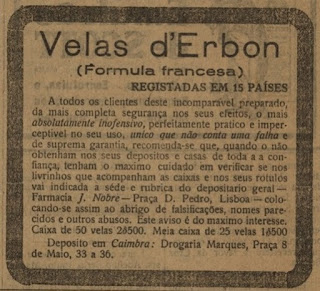 Velas d'Erbon
(Formula francesa)
REGISTADAS EM 15 PAÍSES
A todos os clientes deste incomparável preparado,
da mais completa segurança nos seus efeitos, o mais
absolutamente inofensivo, perfeitamente pratico e imper-
ceptível no seu uso, unico que não conta uma falha e
de suprema garantia, recomenda-se que, quando o não
obtenham nos seus depositos e casas de toda a a con-
fiança, tenham o maximo cuidado em verificar se nos
livrinhos que acompanham as caixas e nos seus rótulos
vai indicada a séde e rubrica do depositario geral—
Farmacia J. Nobre—Praça D. Pedro, Lisboa—colo-
cando-se assim ao abrigo de falsificações, nomes pare-
cidos e outros abusos. Este aviso é do maximo interesse.
Caixa de 50 velas 2$500. Meia caixa de 25 velas 1$500
Deposito em Coimbra: Drogaria Marques, Praça 8
de Maio, 33 a 36.